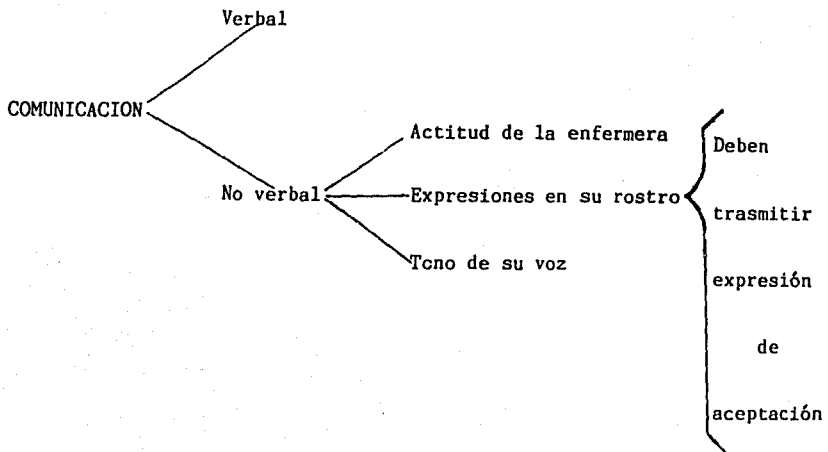 Verbal
COMUNICACION
Actitud de la enfermera
No verbal
Expresiones en su rostro
Tono de su voz
Deben
trasmitir
expresión
de
aceptación